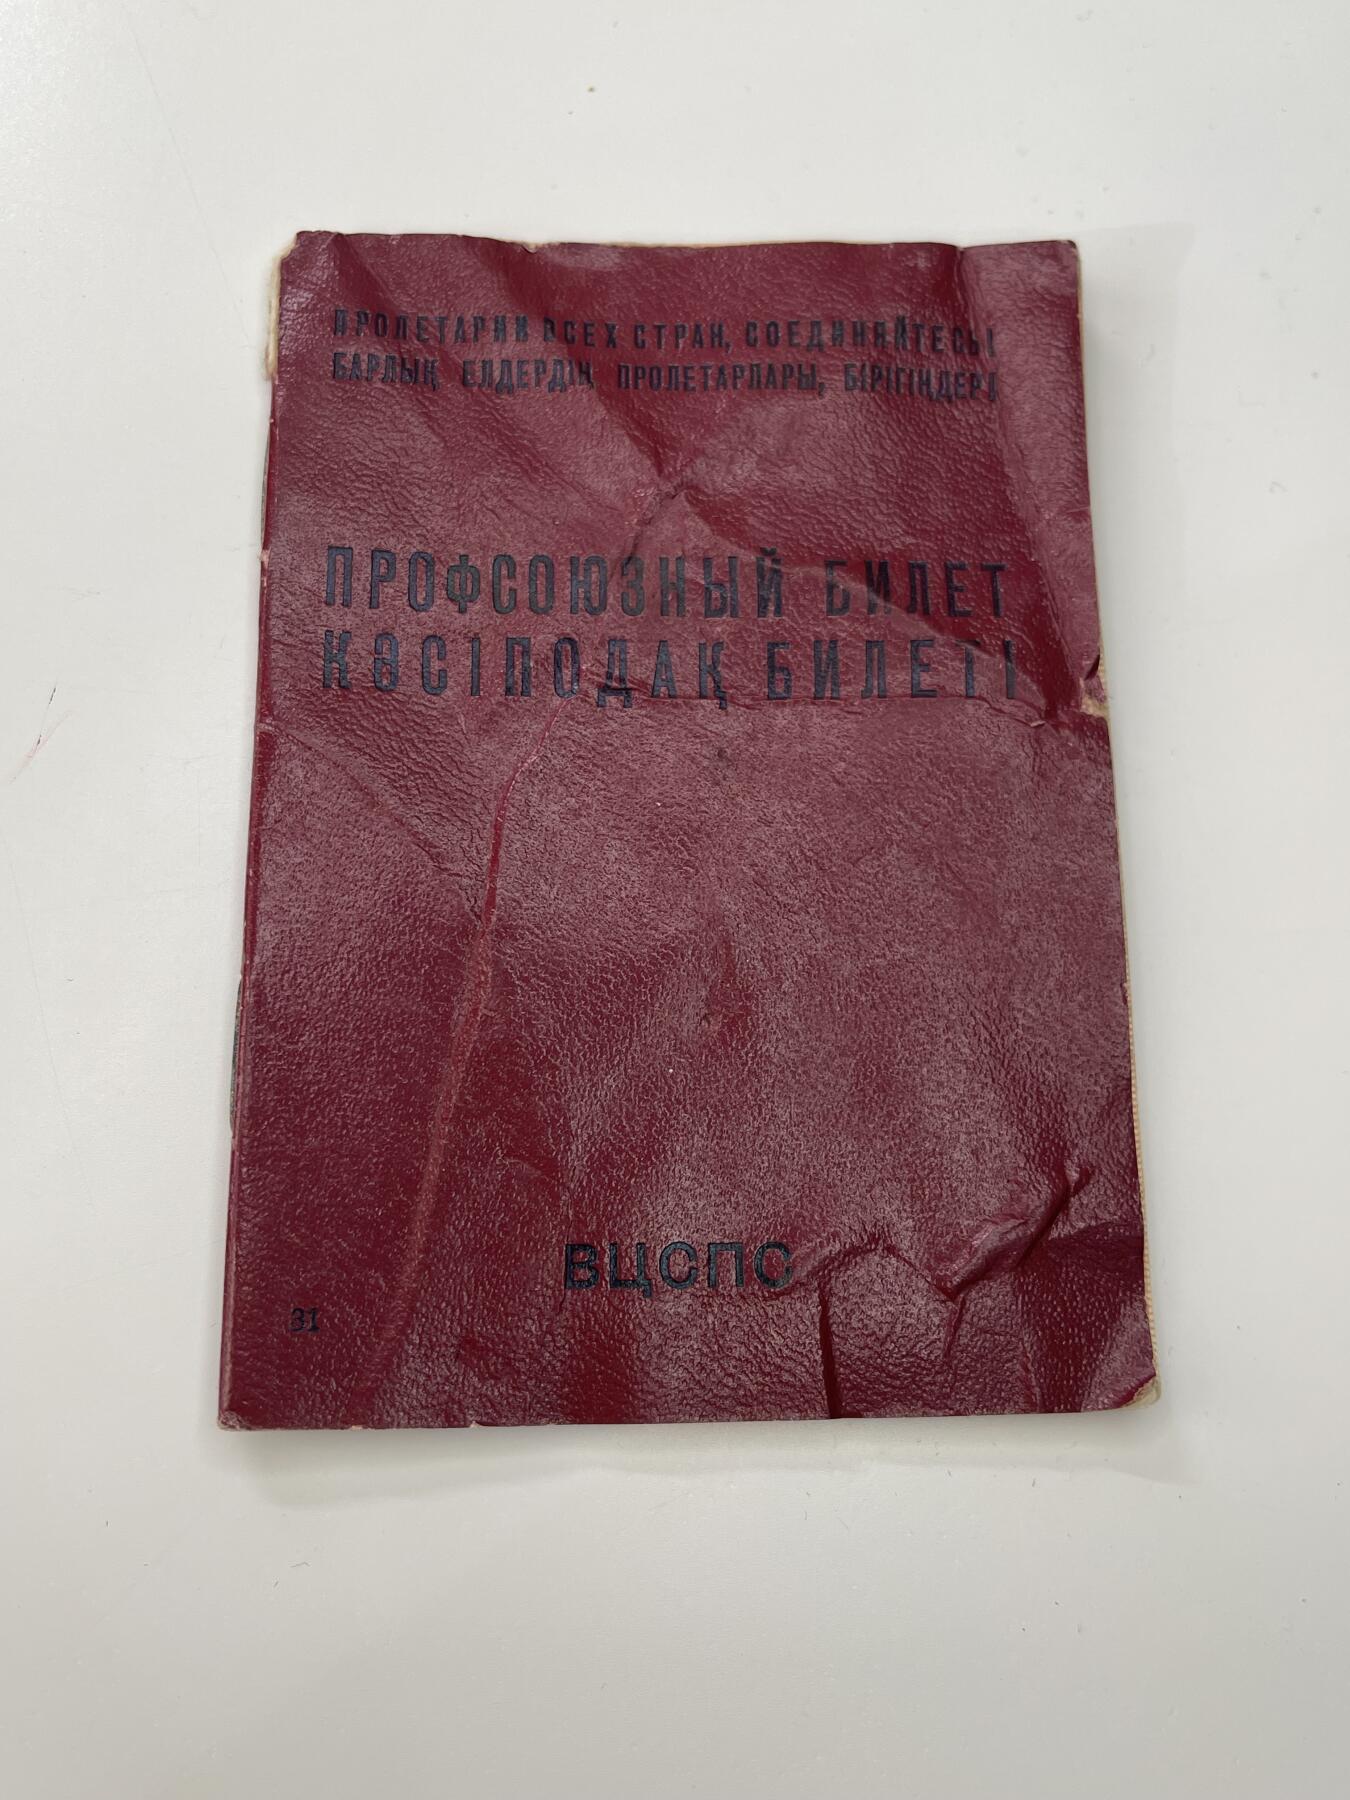 ПРОЛЕТАРИИ ВСЕХ СТРАН, СОЕДИНЯЙТЕСЬ!
БАРЛЫҚ ЕЛДЕРДІҢ ПРОЛЕТАРЛАРЫ, БІРІГІҢДЕР!
ПРОФСОЮЗНЫЙ БИЛЕТ
КӘСІПОДАҚ БИЛЕТІ
ВЦСПС
31